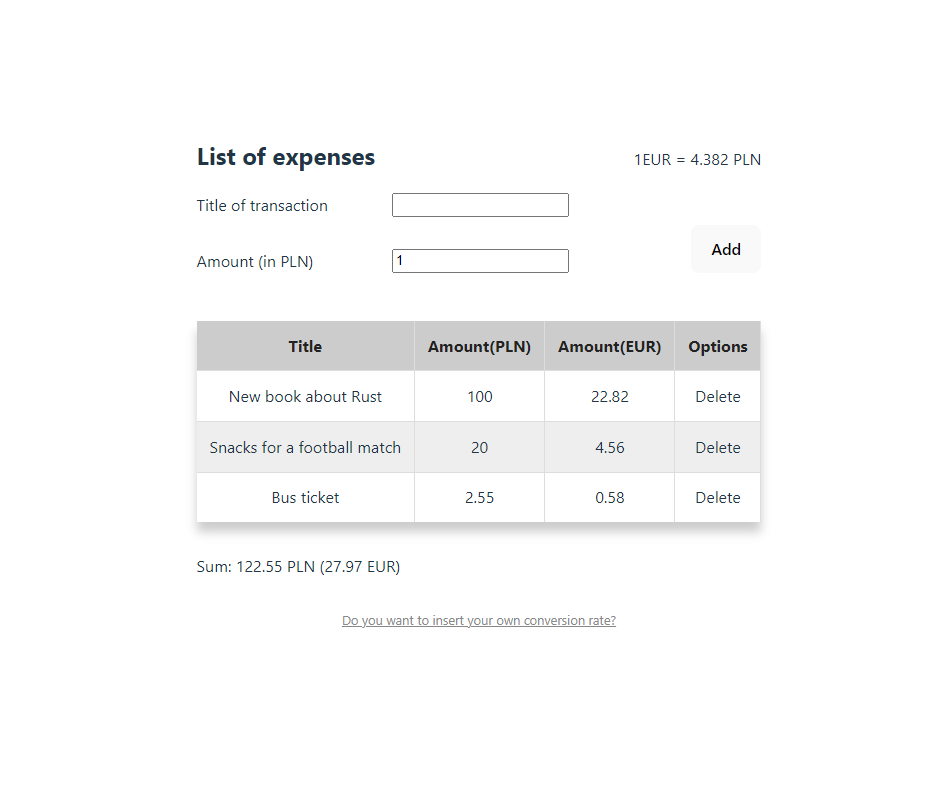 List of expenses 1EUR = 4.382 PLN
Title of transaction
Add
Amount (in PLN) 1
Title Amount(PLN) Amount(EUR) Options
New book about Rust 100 22.82 Delete
Snacks for a football match 20 4.56 Delete
Bus ticket 2.55 0.58 Delete
Sum: 122.55 PLN (27.97 EUR)
Do you want to insert your own conversion rate?